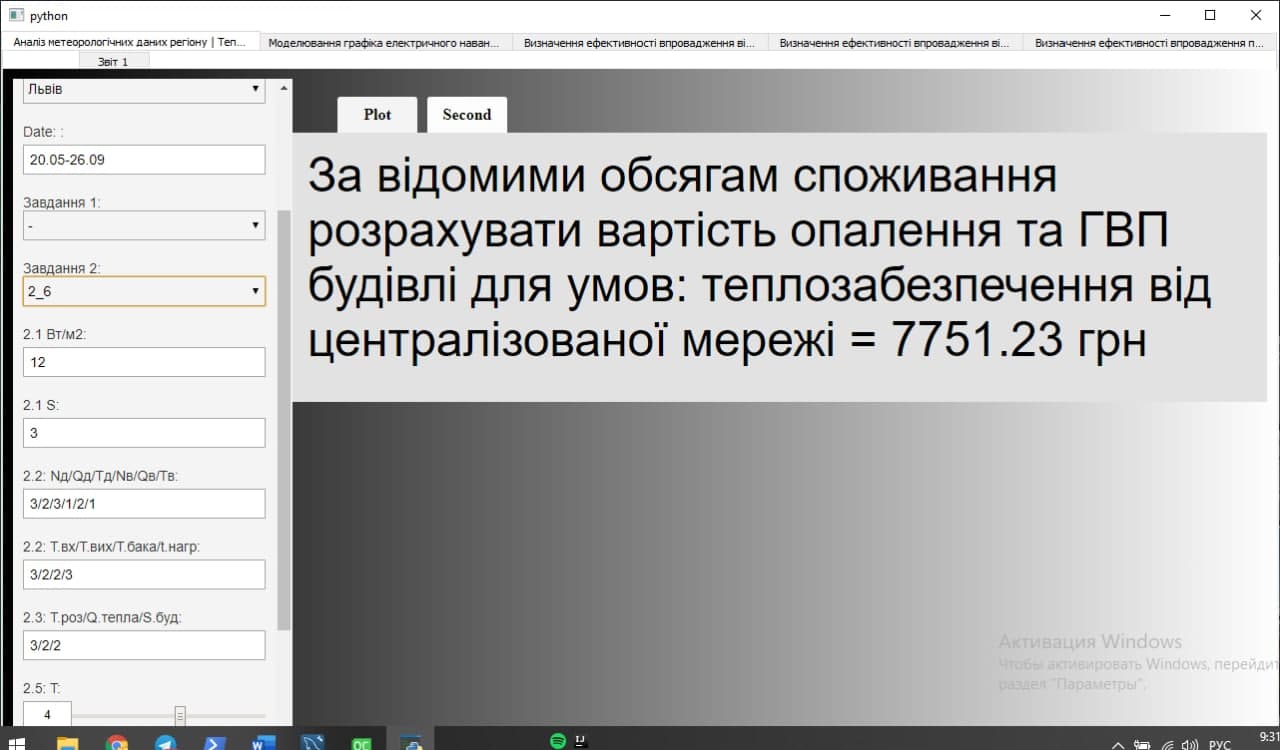 python
Аналіз метеорологічних даних регіону | Теп...
Моделювання графіка електричного наван...
Визначення ефективності впровадження ві...
Визначення ефективності впровадження ві...
Визначення ефективності впровадження п...
Звіт 1
Львів
Date: :
20.05-26.09
Завдання 1:
-
Завдання 2:
2_6
2.1 Вт/м2:
12
2.1 S:
3
2.2: Nд/Qд/Tд/Nв/Qв/Tв:
3/2/3/1/2/1
2.2: Т.вх/Т.вих/Т.бака/t.нагр:
3/2/2/3
2.3: Т.роз/Q.тепла/S.буд:
3/2/2
2.5: Т:
4
Plot
Second
За відомими обсягам споживання
розрахувати вартість опалення та ГВП
будівлі для умов: теплозабезпечення від
централізованої мережі = 7751.23 грн
Активация Windows
Чтобы активировать Windows, перейдит
раздел "Параметры".
РУС
9:31